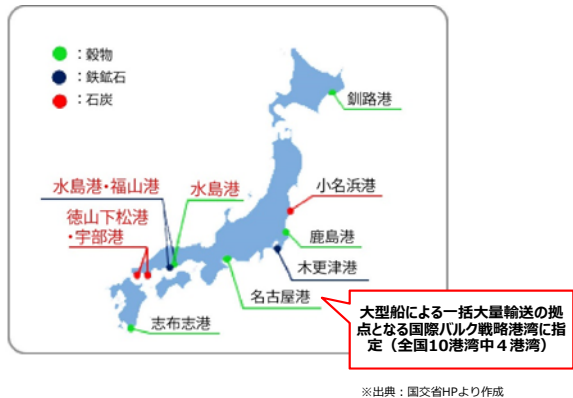 ：穀物
：鉄鉱石
：石炭
釧路港
水島港・福山港
水島港
小名浜港
徳山下松港
・宇部港
鹿島港
木更津港
名古屋港
志布志港
大型船による一括大量輸送の拠
点となる国際バルク戦略港湾に指
定（全国10港湾中４港湾）
※出典：国交省HPより作成